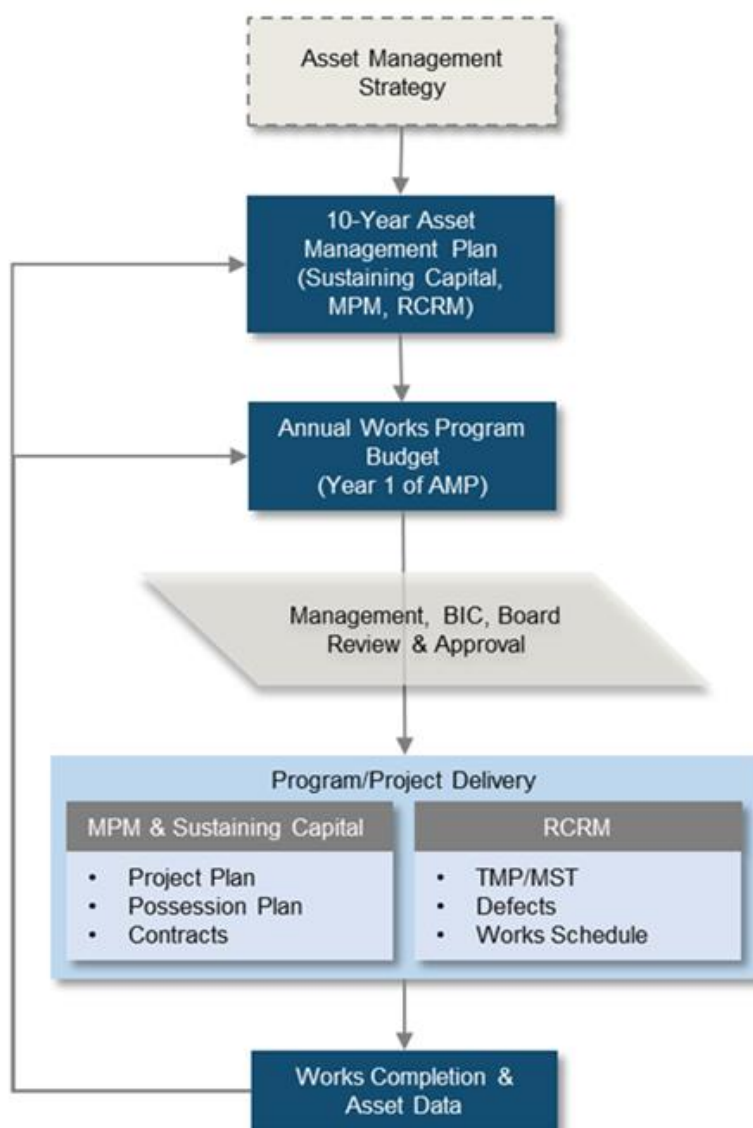 Asset Management
Strategy
10-Year Asset
Management Plan
(Sustaining Capital,
MPM, RCRM)
Annual Works Program
Budget
(Year 1 of AMP)
Management, BIC, Board
Review & Approval
Program/Project Delivery
MPM & Sustaining Capital
• Project Plan
• Possession Plan
• Contracts
RCRM
• TMP/MST
• Defects
• Works Schedule
Works Completion &
Asset Data